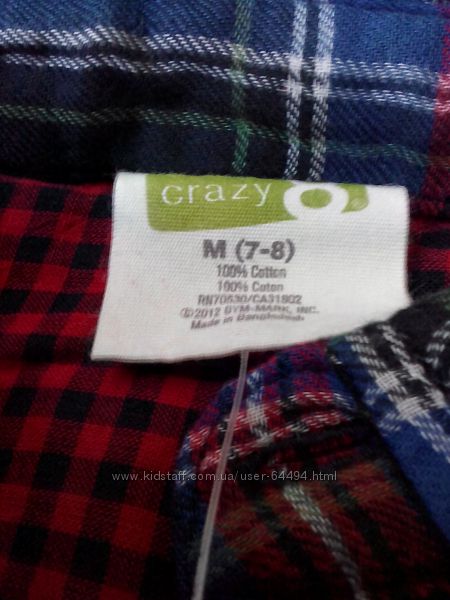 crazy 8®
M (7-8)
100% Cotton
100% Coton
RN70530/CA31802
©2012 GYM-MARK, INC.
Made in Bangladesh
www.kidstaff.com.ua/user-64494.html